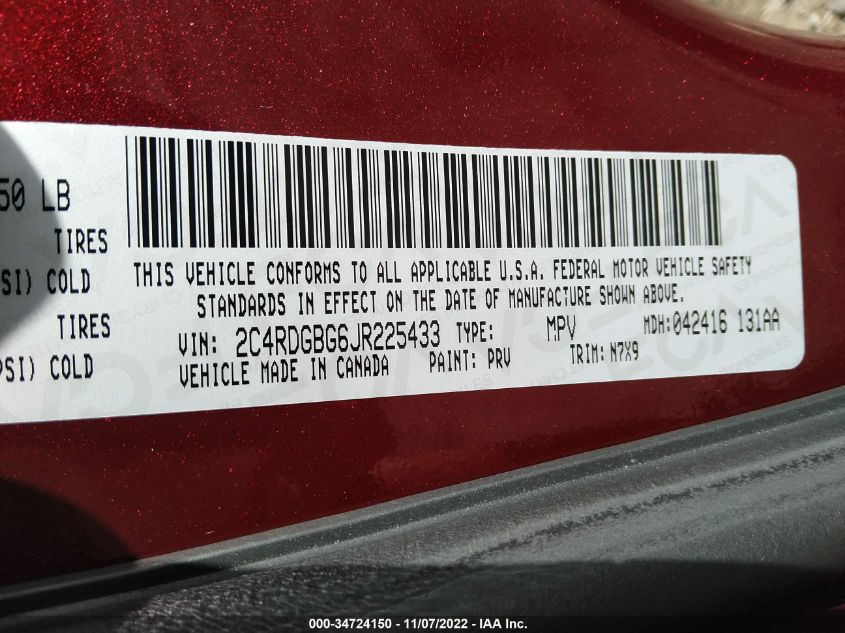 50 LB
TIRES
SI) COLD
TIRES
PSI) COLD
THIS VEHICLE CONFORMS TO ALL APPLICABLE U.S.A. FEDERAL MOTOR VEHICLE SAFETY
STANDARDS IN EFFECT ON THE DATE OF MANUFACTURE SHOWN ABOVE.
VIN: 2C4RDGBG6JR225433 TYPE: MPV MDH:042416 131AA
VEHICLE MADE IN CANADA PAINT: PRV TRIM: N7X9
000-34724150 - 11/07/2022 - IAA Inc.